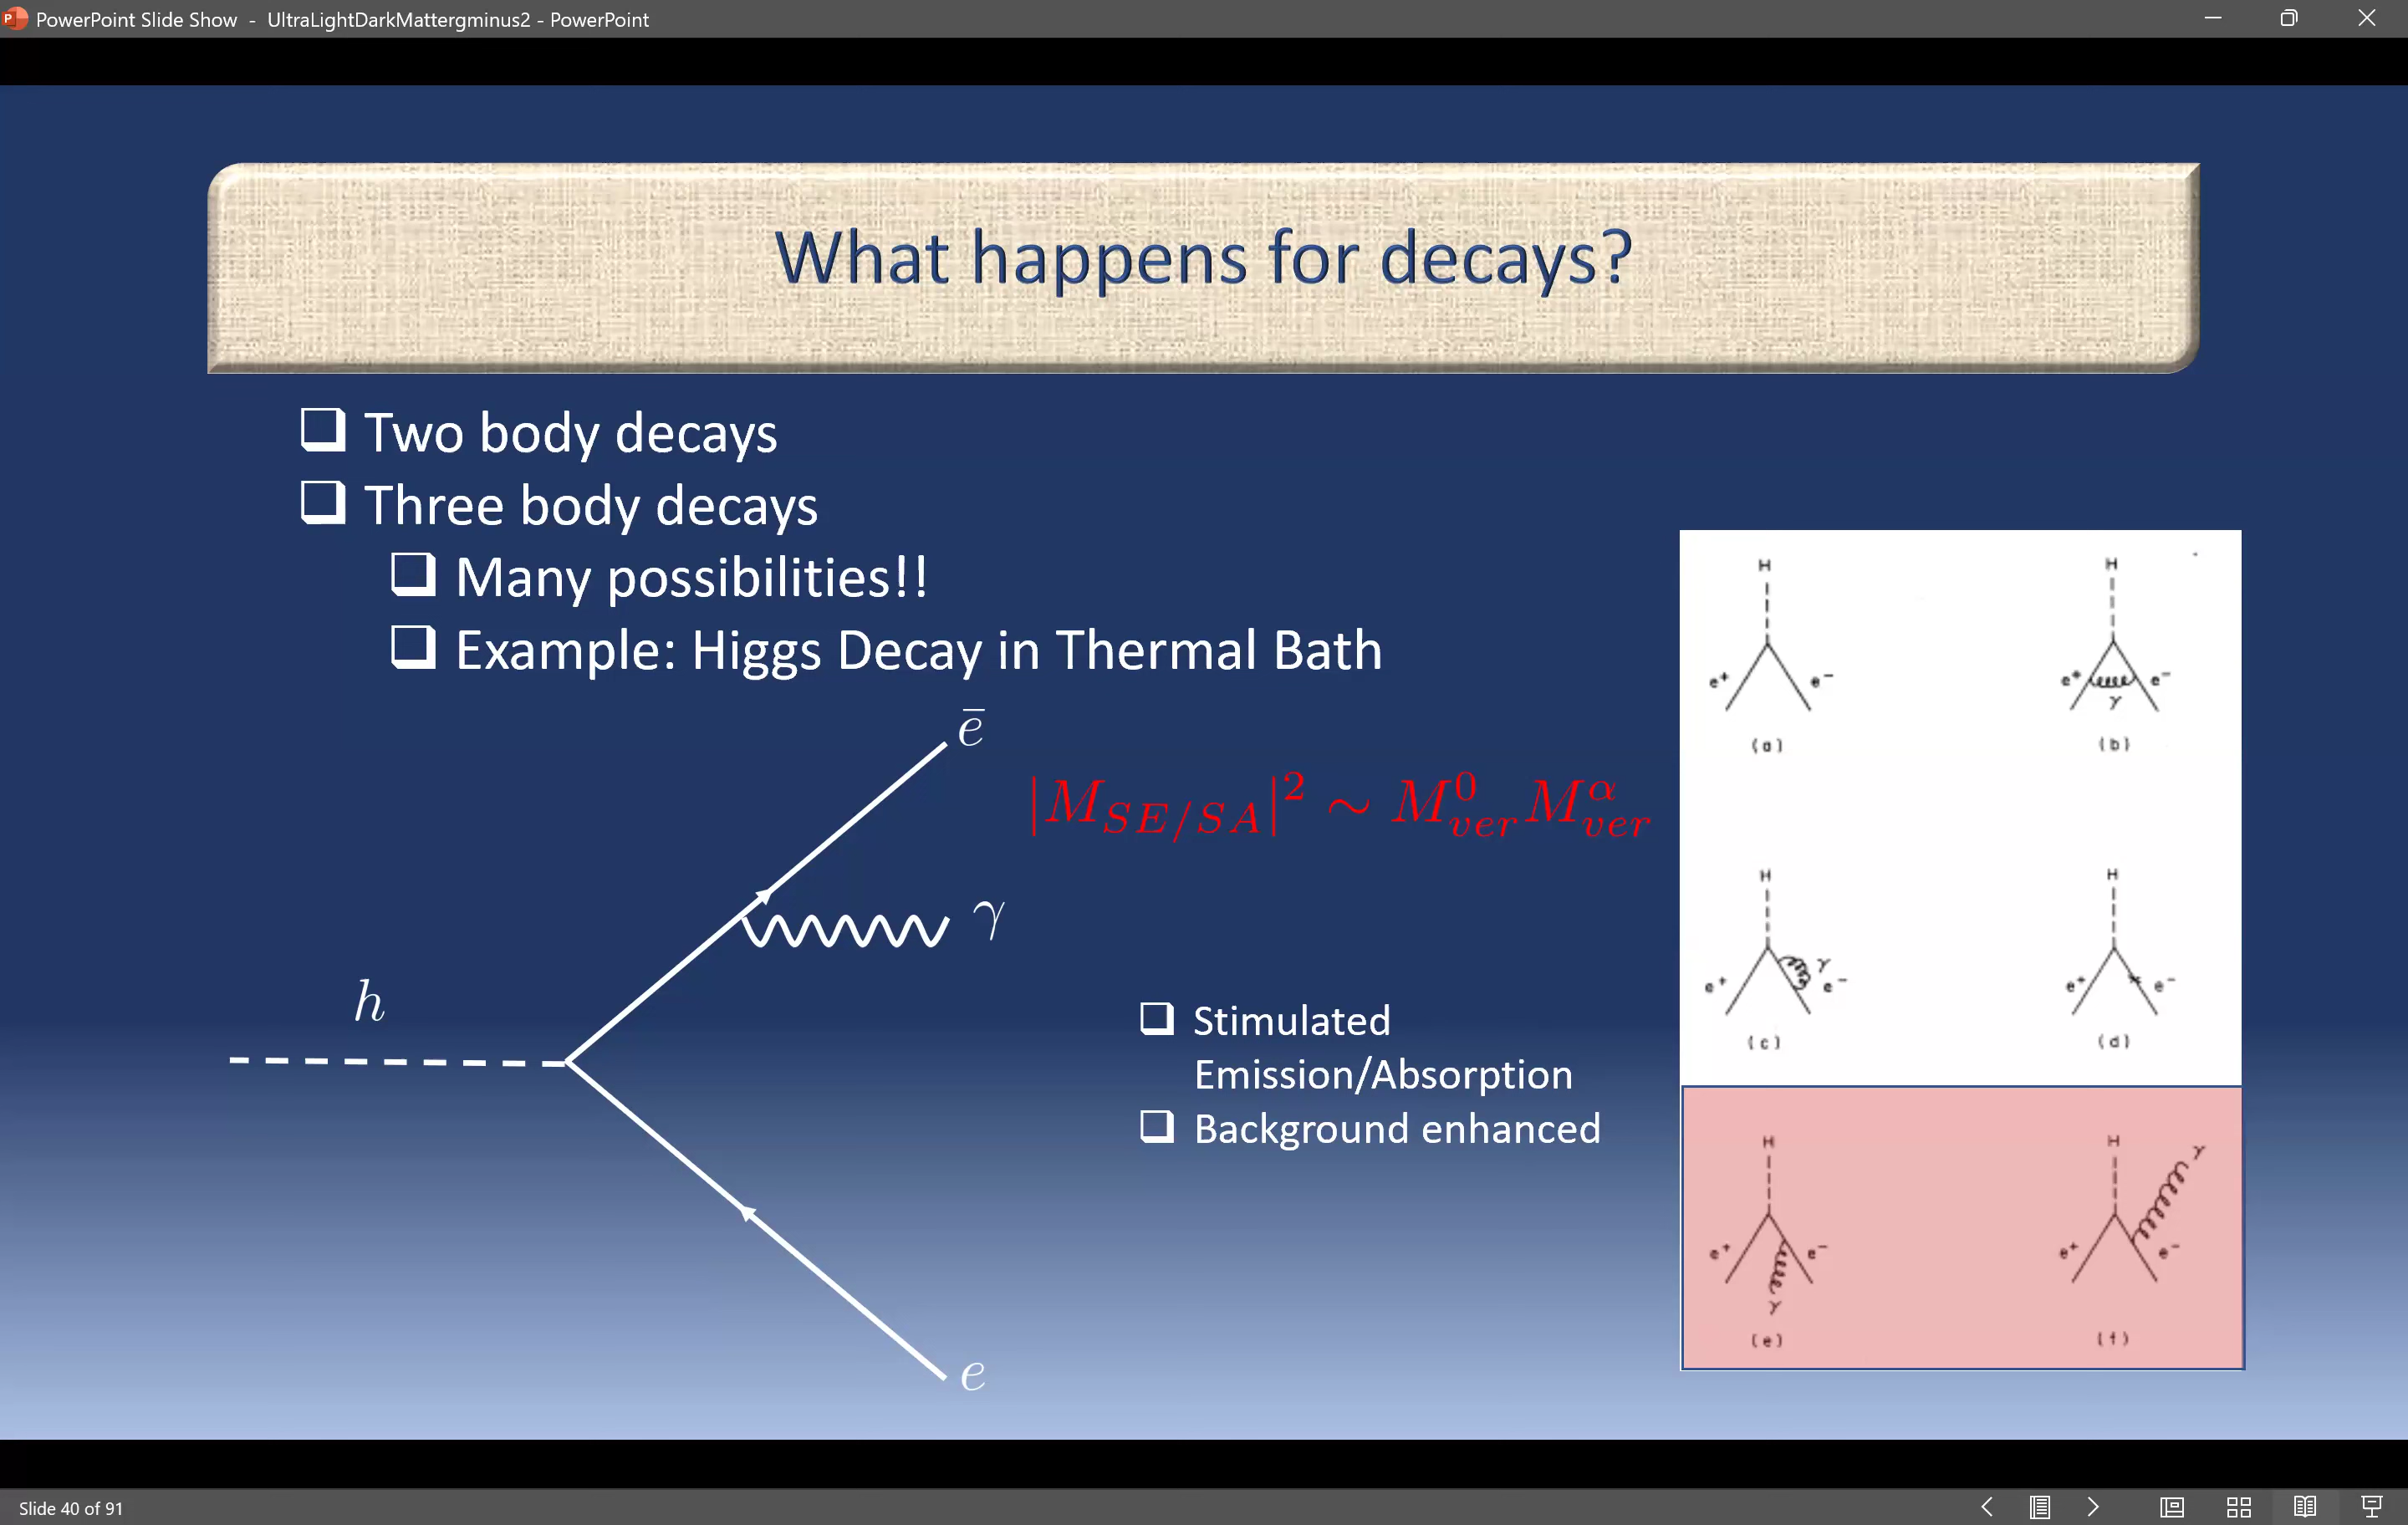 PowerPoint Slide Show - UltraLightDarkMattergminus2 - PowerPoint
What happens for decays?
Two body decays
Three body decays
Many possibilities!!
Example: Higgs Decay in Thermal Bath
ē
|M_{SE/SA}|² ∼ M⁰_{ver} M^α_{ver}
γ
h
e
Stimulated
Emission/Absorption
Background enhanced
H
e⁺ e⁻
(a)
H
e⁺ e⁻
γ
(b)
H
γ
e⁺ e⁻
(c)
H
e⁺ e⁻
(d)
H
e⁺ e⁻
γ
(e)
H
γ
e⁺ e⁻
(f)
Slide 40 of 91